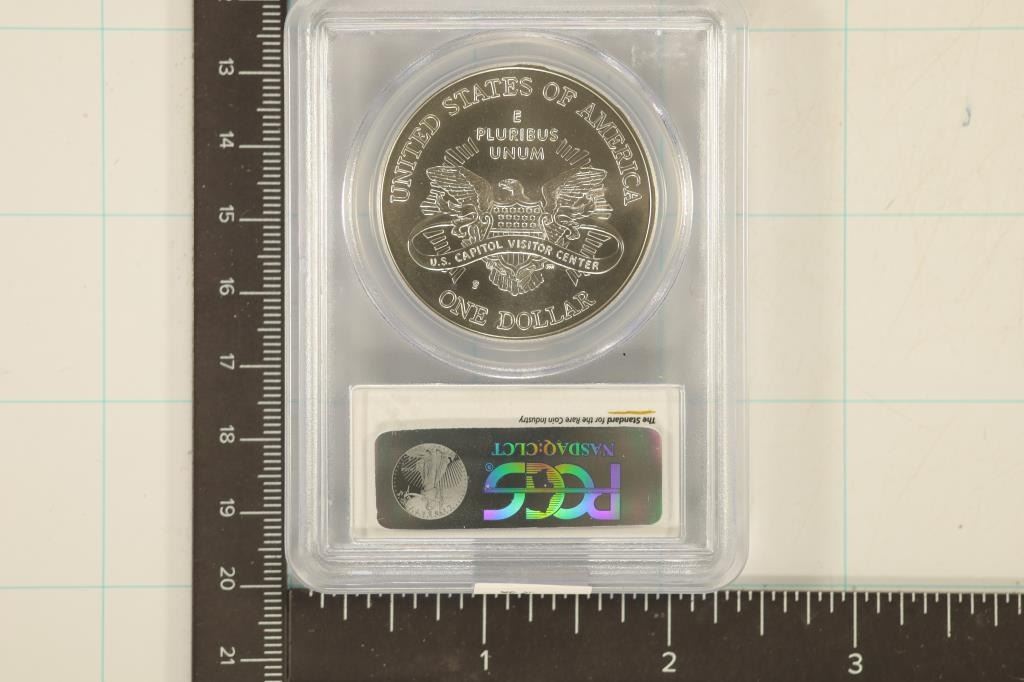 UNITED STATES OF AMERICA
E
PLURIBUS
UNUM
U.S. CAPITOL VISITOR CENTER
P
ONE DOLLAR
The Standard for the Rare Coin Industry
NASDAQ:CLCT
PCGS®
13
14
15
16
17
18
19
20
21
1
2
3